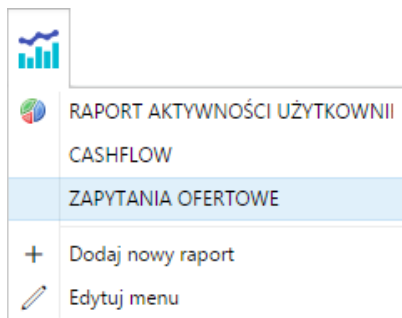 RAPORT AKTYWNOŚCI UŻYTKOWNII
CASHFLOW
ZAPYTANIA OFERTOWE
Dodaj nowy raport
Edytuj menu